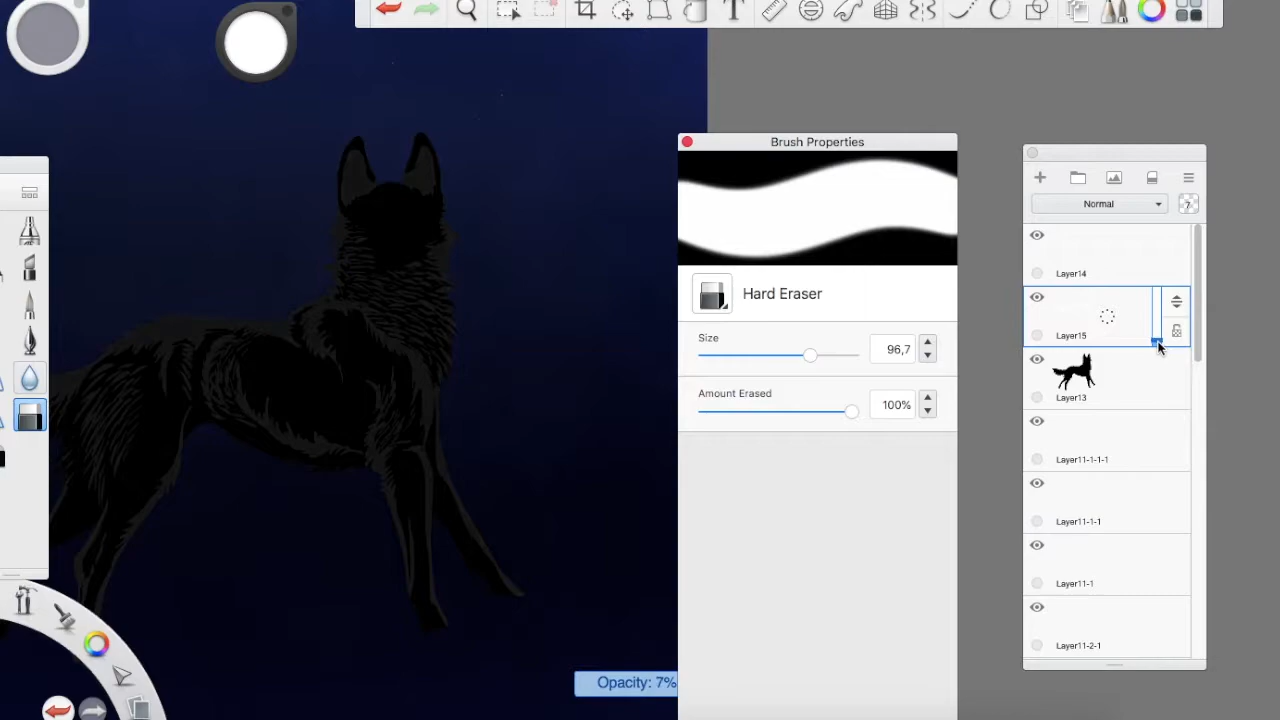 Brush Properties
Hard Eraser
Size
96,7
Amount Erased
100%
Opacity: 7%
Normal
7
Layer14
Layer15
Layer13
Layer11-1-1-1
Layer11-1-1
Layer11-1
Layer11-2-1